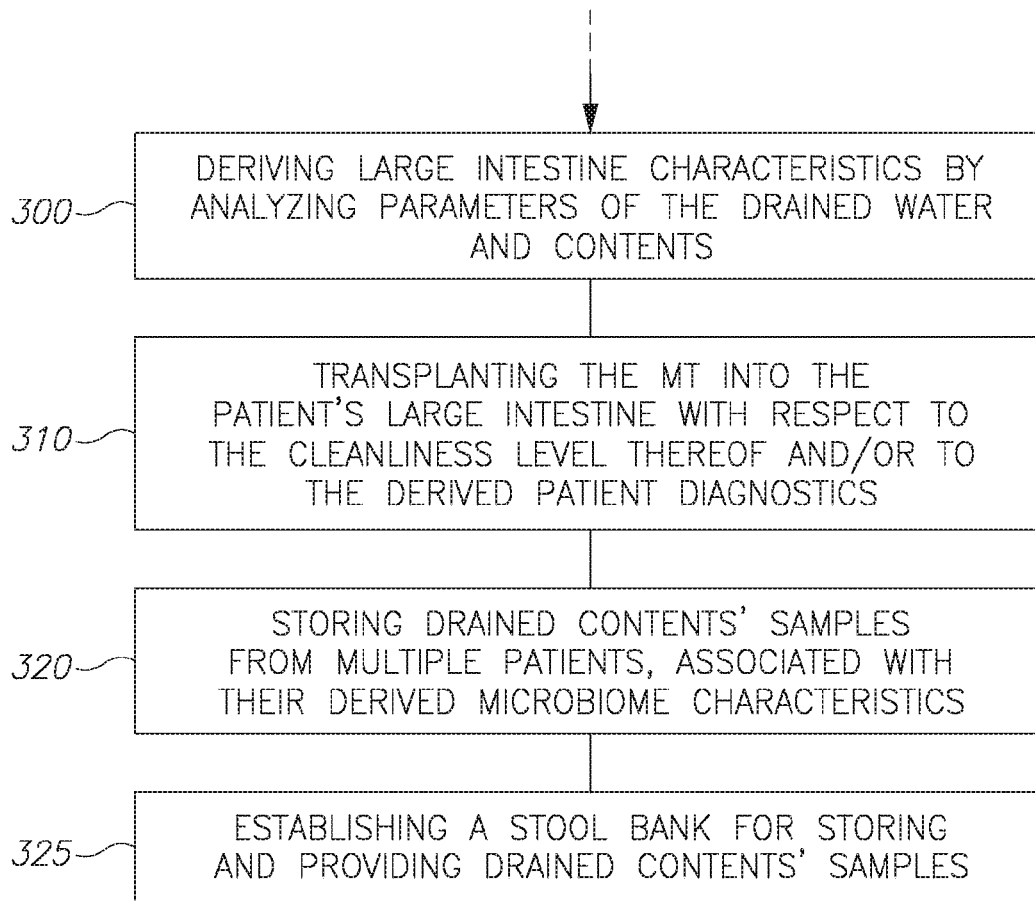 300
DERIVING LARGE INTESTINE CHARACTERISTICS BY
ANALYZING PARAMETERS OF THE DRAINED WATER
AND CONTENTS
310
TRANSPLANTING THE MT INTO THE
PATIENT'S LARGE INTESTINE WITH RESPECT TO
THE CLEANLINESS LEVEL THEREOF AND/OR TO
THE DERIVED PATIENT DIAGNOSTICS
320
STORING DRAINED CONTENTS' SAMPLES
FROM MULTIPLE PATIENTS, ASSOCIATED WITH
THEIR DERIVED MICROBIOME CHARACTERISTICS
325
ESTABLISHING A STOOL BANK FOR STORING
AND PROVIDING DRAINED CONTENTS' SAMPLES